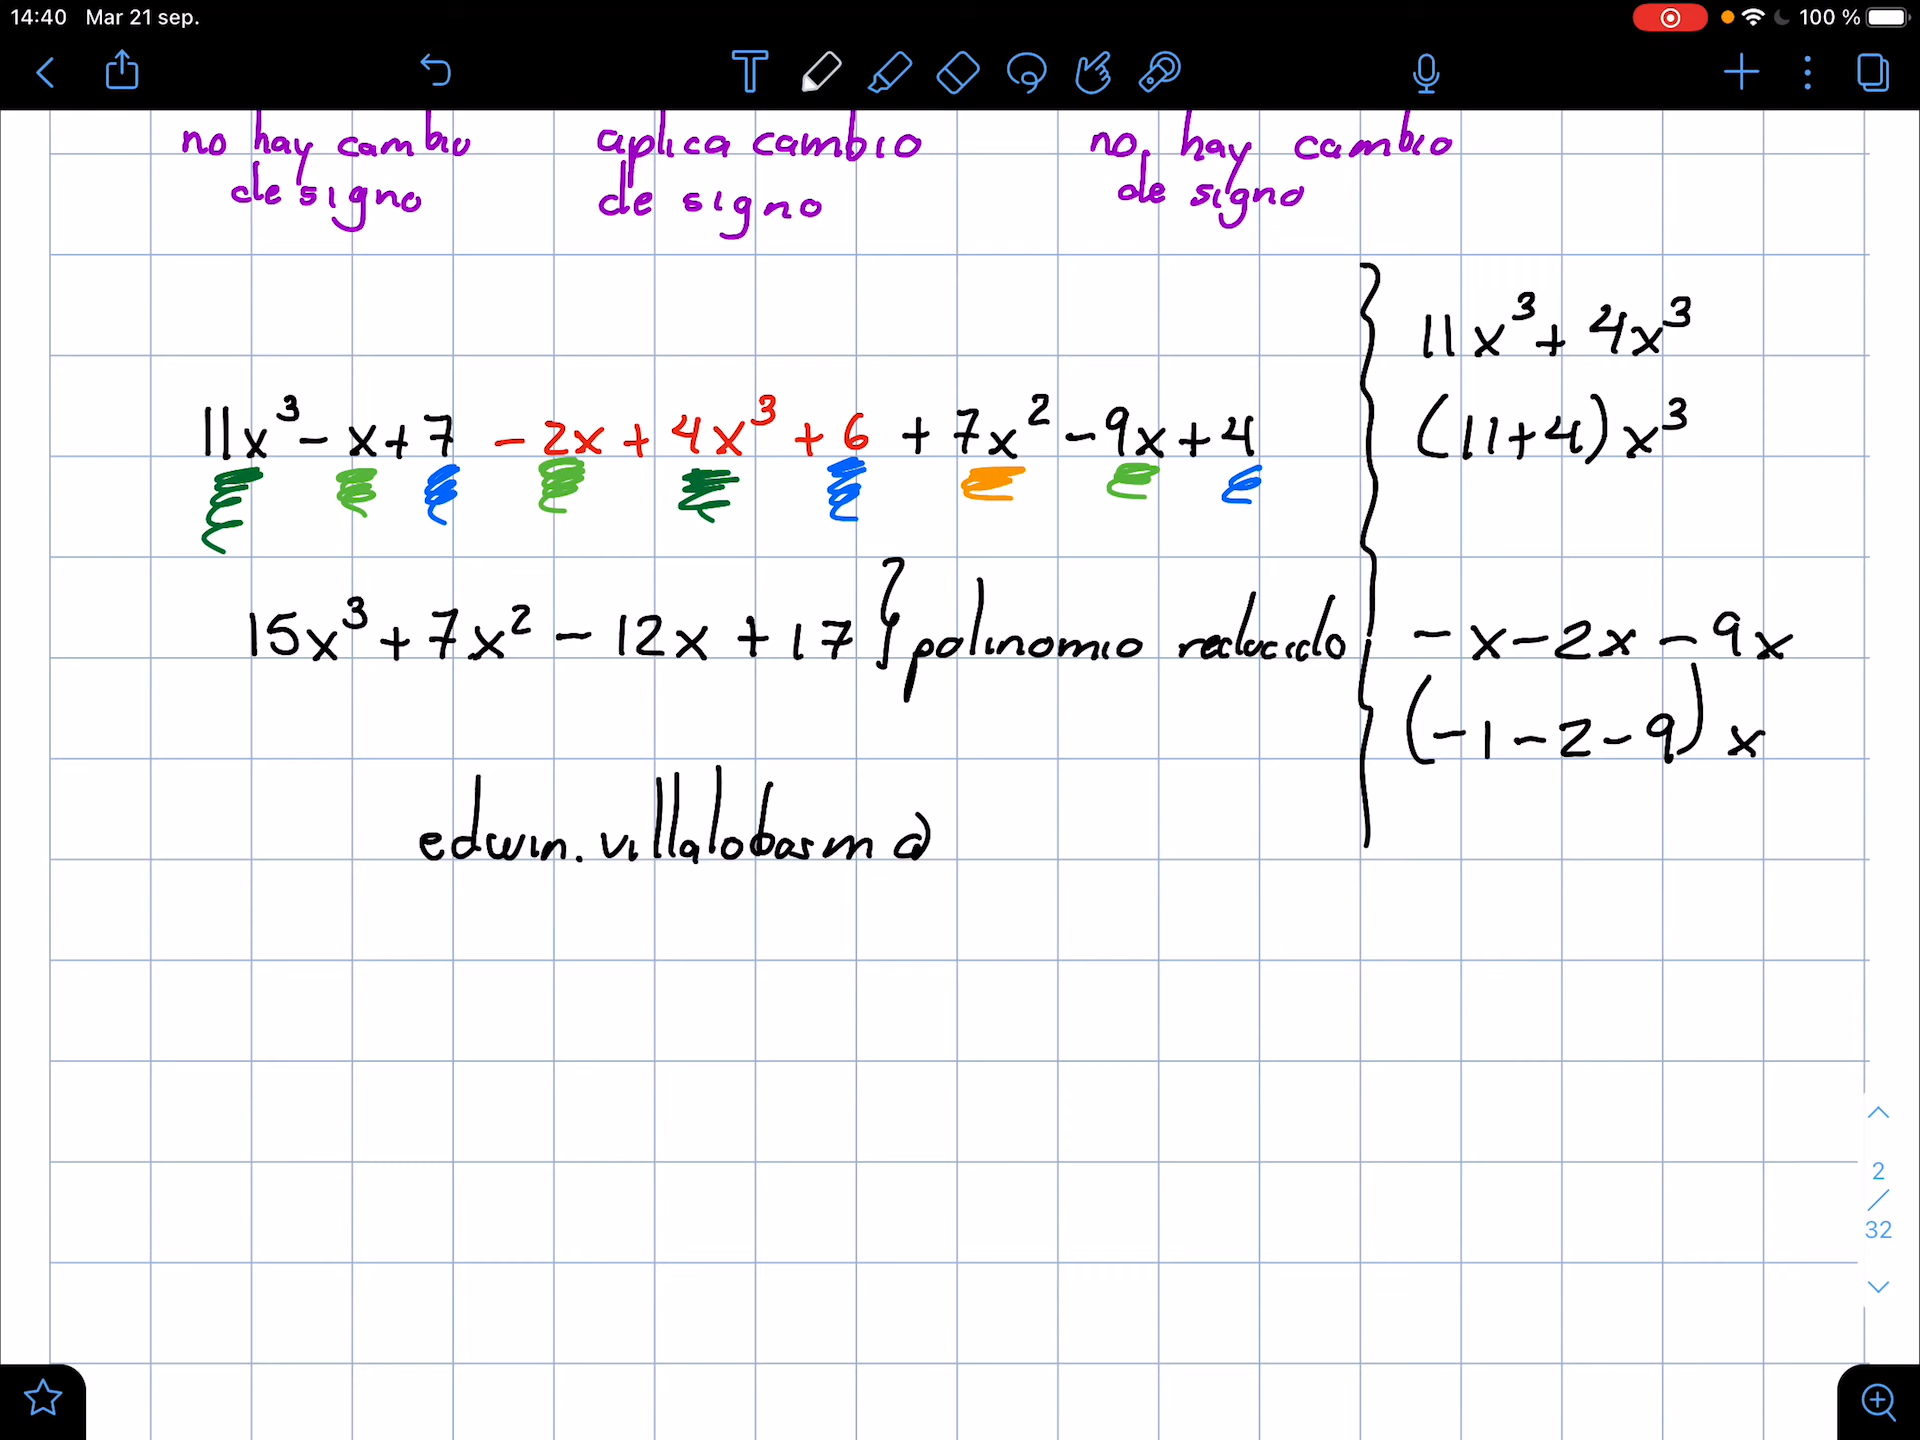 14:40 Mar 21 sep. 100 %
no hay cambio aplica cambio no hay cambio
de signo de signo de signo
11x³ + 4x³
11x³ - x + 7 - 2x + 4x³ + 6 + 7x² - 9x + 4 (11+4) x³
15x³ + 7x² - 12x + 17 } polinomio reducido - x - 2x - 9x
(-1 - 2 - 9) x
edwin.villalobosm @
2
/
32